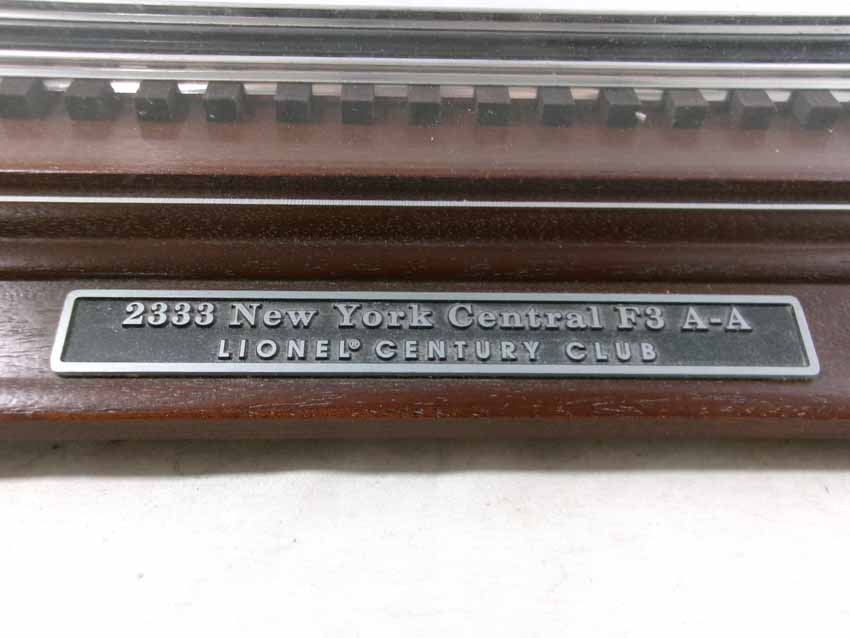 2333 New York Central F3 A-A
LIONEL® CENTURY CLUB